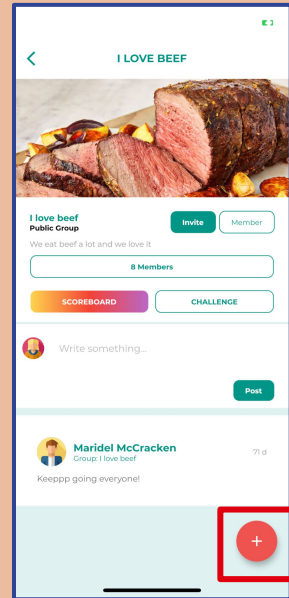 I LOVE BEEF
I love beef
Public Group
Invite
Member
We eat beef a lot and we love it
8 Members
SCOREBOARD
CHALLENGE
Write something...
Post
Maridel McCracken
71 d
Group: I love beef
Keeppp going everyone!
+